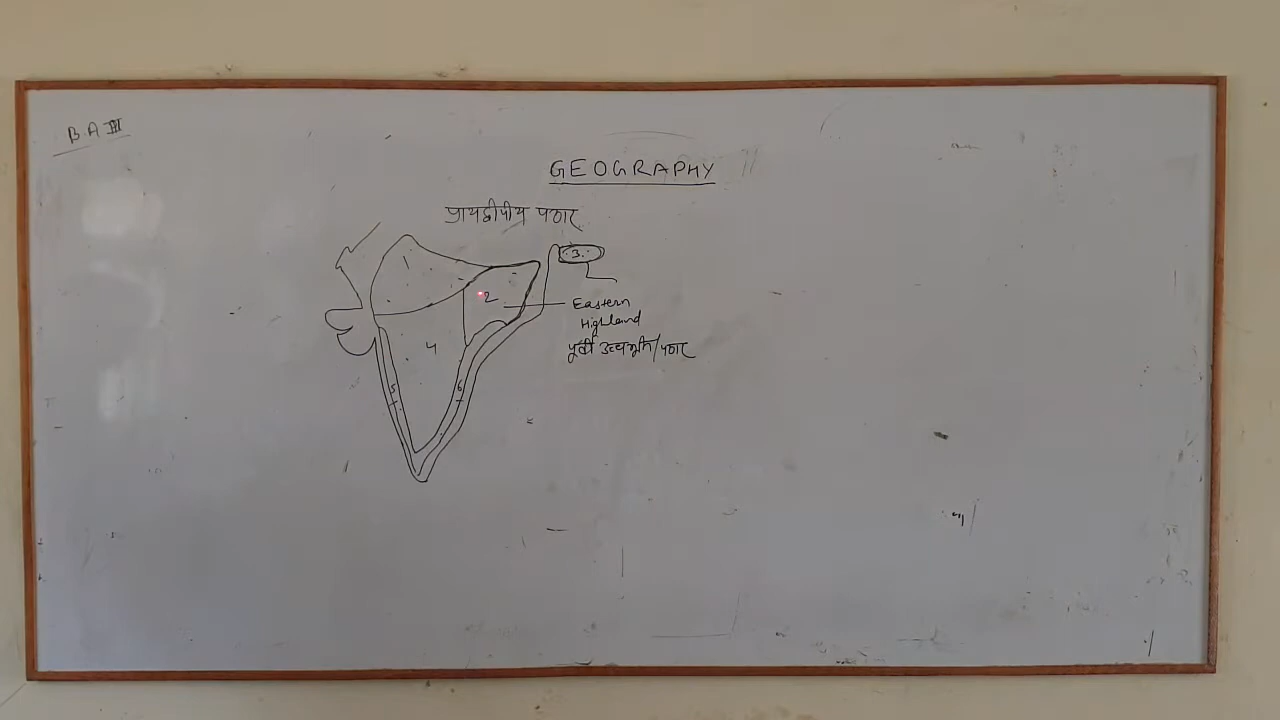 B.A III
GEOGRAPHY
प्रायद्वीपीय पठार
1
3.
2
Eastern
Highland
पूर्वी उच्चभूमि/पठार
4
5
6